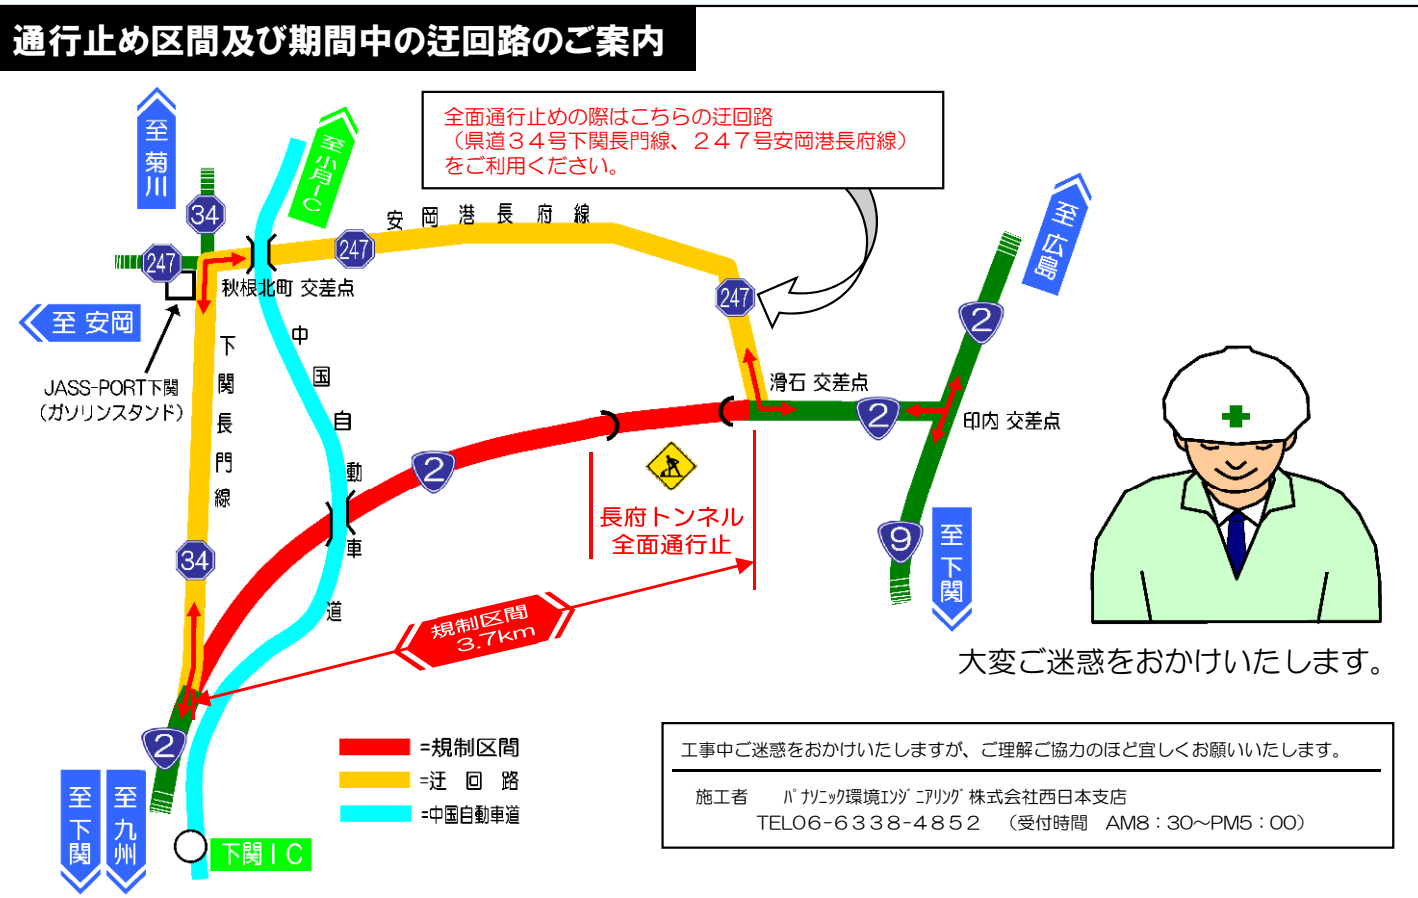 通行止め区間及び期間中の迂回路のご案内
至 菊川
至 小月IC
全面通行止めの際はこちらの迂回路
（県道３４号下関長門線、２４７号安岡港長府線）
をご利用ください。
至 広島
34
安岡港長府線
247
247
247
秋根北町 交差点
至 安岡
2
中国自動車道
下関長門線
JASS-PORT下関
（ガソリンスタンド）
滑石 交差点
2
印内 交差点
2
長府トンネル
全面通行止
9
至 下関
34
規制区間
3.7km
大変ご迷惑をおかけいたします。
2
=規制区間
=迂回路
=中国自動車道
至 下関
至 九州
下関ＩＣ
工事中ご迷惑をおかけいたしますが、ご理解ご協力のほど宜しくお願いいたします。
施工者 ﾊﾟﾅｿﾆｯｸ環境ｴﾝｼﾞﾆｱﾘﾝｸﾞ株式会社西日本支店
TEL０６-６３３８-４８５２ （受付時間 AM８：３０～PM５：００）